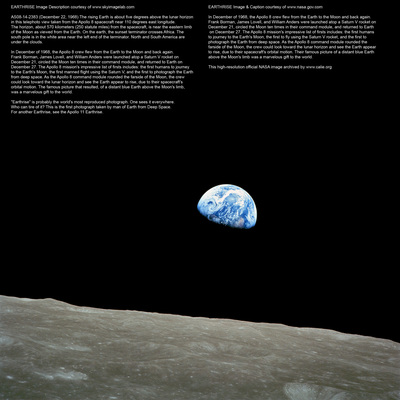 EARTHRISE Image Description courtesy of www.skyimagelab.com
AS08-14-2383 (December 22, 1968) The rising Earth is about five degrees above the lunar horizon
in this telephoto view taken from the Apollo 8 spacecraft near 110 degrees east longitude.
The horizon, about 570 kilometers (250 statute miles) from the spacecraft, is near the eastern limb
of the Moon as viewed from the Earth. On the earth, the sunset terminator crosses Africa. The
south pole is in the white area near the left end of the terminator. North and South America are
under the clouds.
In December of 1968, the Apollo 8 crew flew from the Earth to the Moon and back again.
Frank Borman, James Lovell, and William Anders were launched atop a Saturn V rocket on
December 21, circled the Moon ten times in their command module, and returned to Earth on
December 27. The Apollo 8 mission's impressive list of firsts includes: the first humans to journey
to the Earth's Moon, the first manned flight using the Saturn V, and the first to photograph the Earth
from deep space. As the Apollo 8 command module rounded the farside of the Moon, the crew
could look toward the lunar horizon and see the Earth appear to rise, due to their spacecraft's
orbital motion. The famous picture that resulted, of a distant blue Earth above the Moon's limb,
was a marvelous gift to the world.
"Earthrise" is probably the world's most reproduced photograph. One sees it everywhere.
Who can tire of it? This is the first photograph taken by man of Earth from Deep Space.
For another Earthrise, see the Apollo 11 Earthrise.
EARTHRISE Image & Caption courtesy of www.nasa.gov.com
In December of 1968, the Apollo 8 crew flew from the Earth to the Moon and back again.
Frank Borman, James Lovell, and William Anders were launched atop a Saturn V rocket on
December 21, circled the Moon ten times in their command module, and returned to Earth
on December 27. The Apollo 8 mission's impressive list of firsts includes: the first humans
to journey to the Earth's Moon, the first to fly using the Saturn V rocket, and the first to
photograph the Earth from deep space. As the Apollo 8 command module rounded the
farside of the Moon, the crew could look toward the lunar horizon and see the Earth appear
to rise, due to their spacecraft's orbital motion. Their famous picture of a distant blue Earth
above the Moon's limb was a marvelous gift to the world.
This high-resolution official NASA image archived by